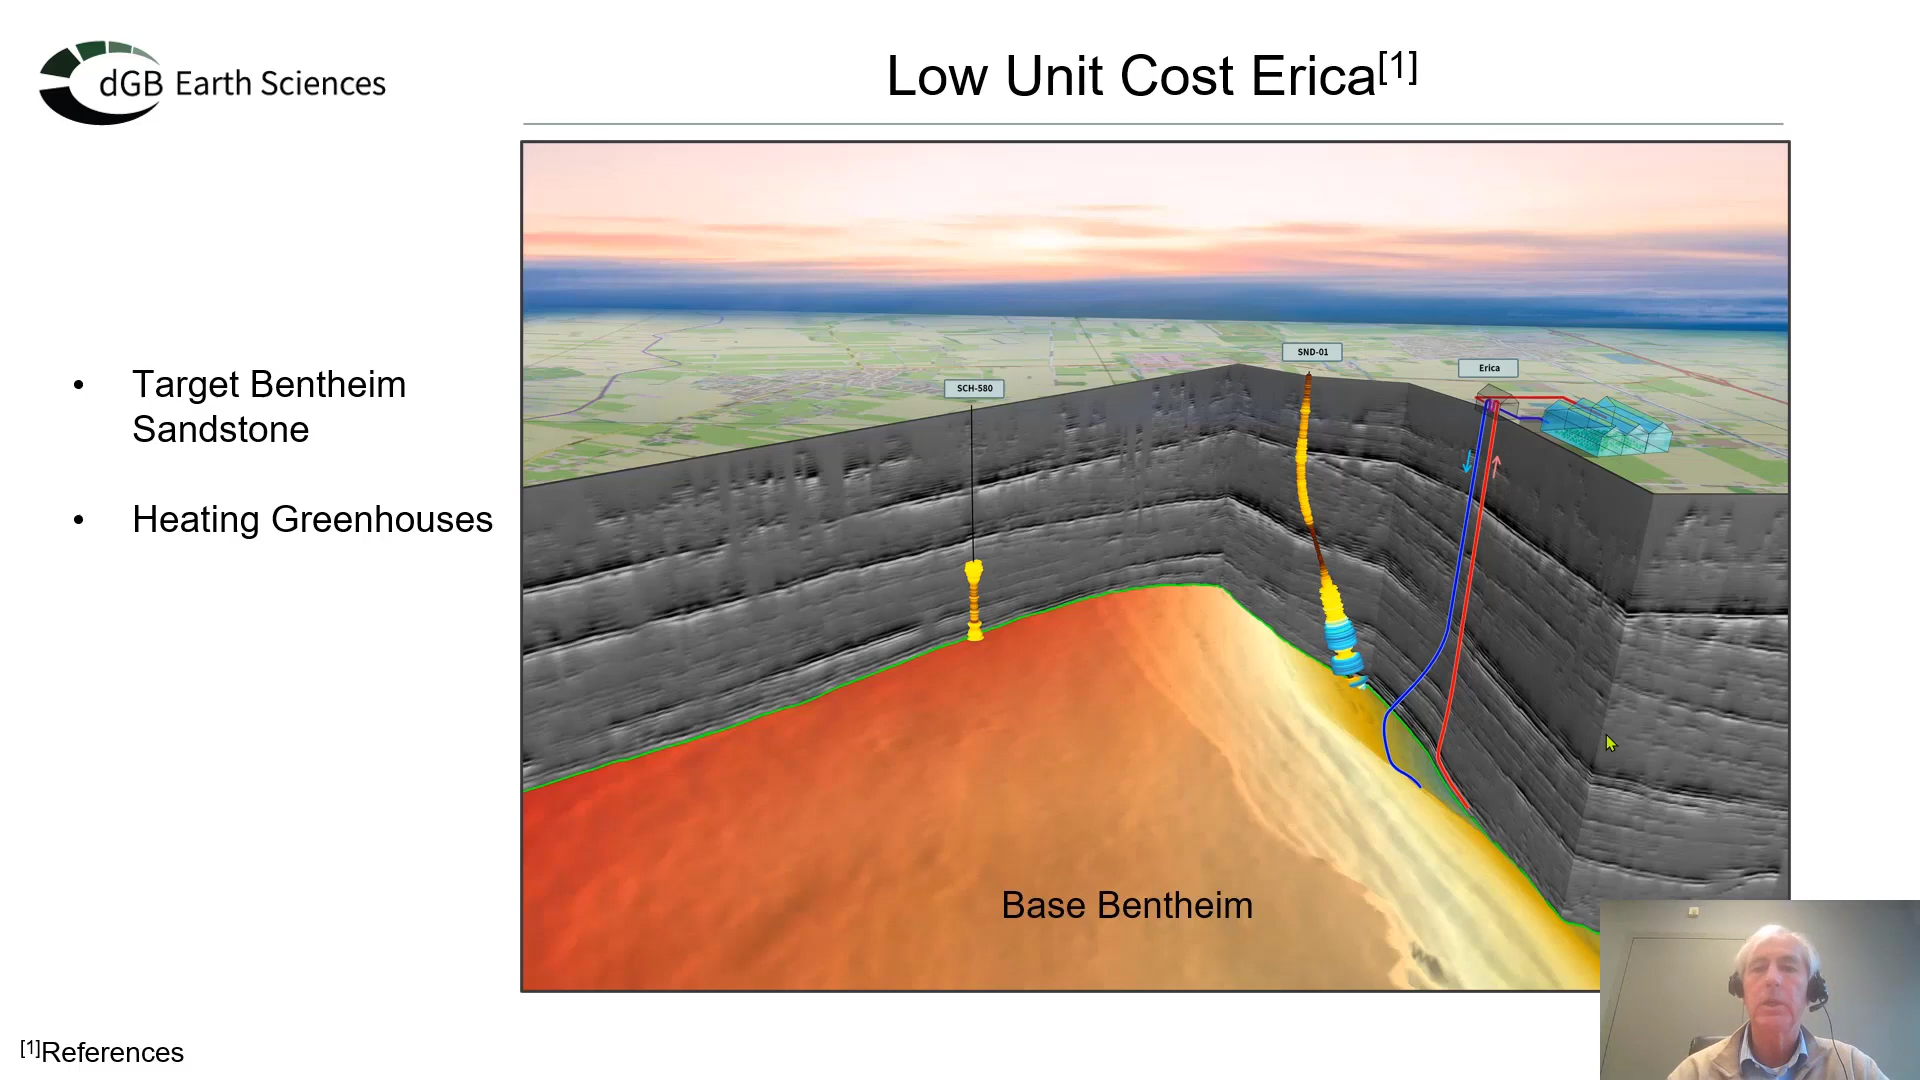 dGB Earth Sciences
Low Unit Cost Erica[1]
• Target Bentheim
Sandstone
• Heating Greenhouses
SCH-580
SND-01
Erica
Base Bentheim
[1]References